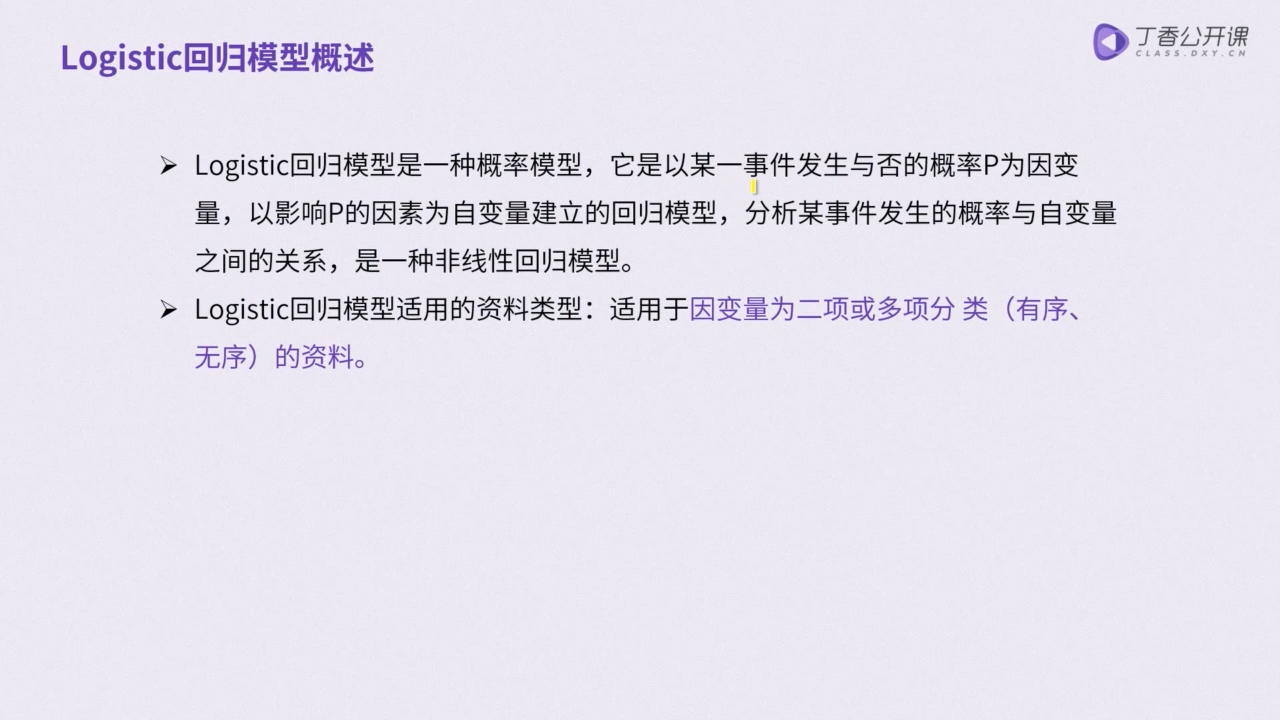 Logistic回归模型概述
丁香公开课
CLASS.DXY.CN
➢ Logistic回归模型是一种概率模型，它是以某一事件发生与否的概率P为因变
量，以影响P的因素为自变量建立的回归模型，分析某事件发生的概率与自变量
之间的关系，是一种非线性回归模型。
➢ Logistic回归模型适用的资料类型：适用于因变量为二项或多项分 类（有序、
无序）的资料。